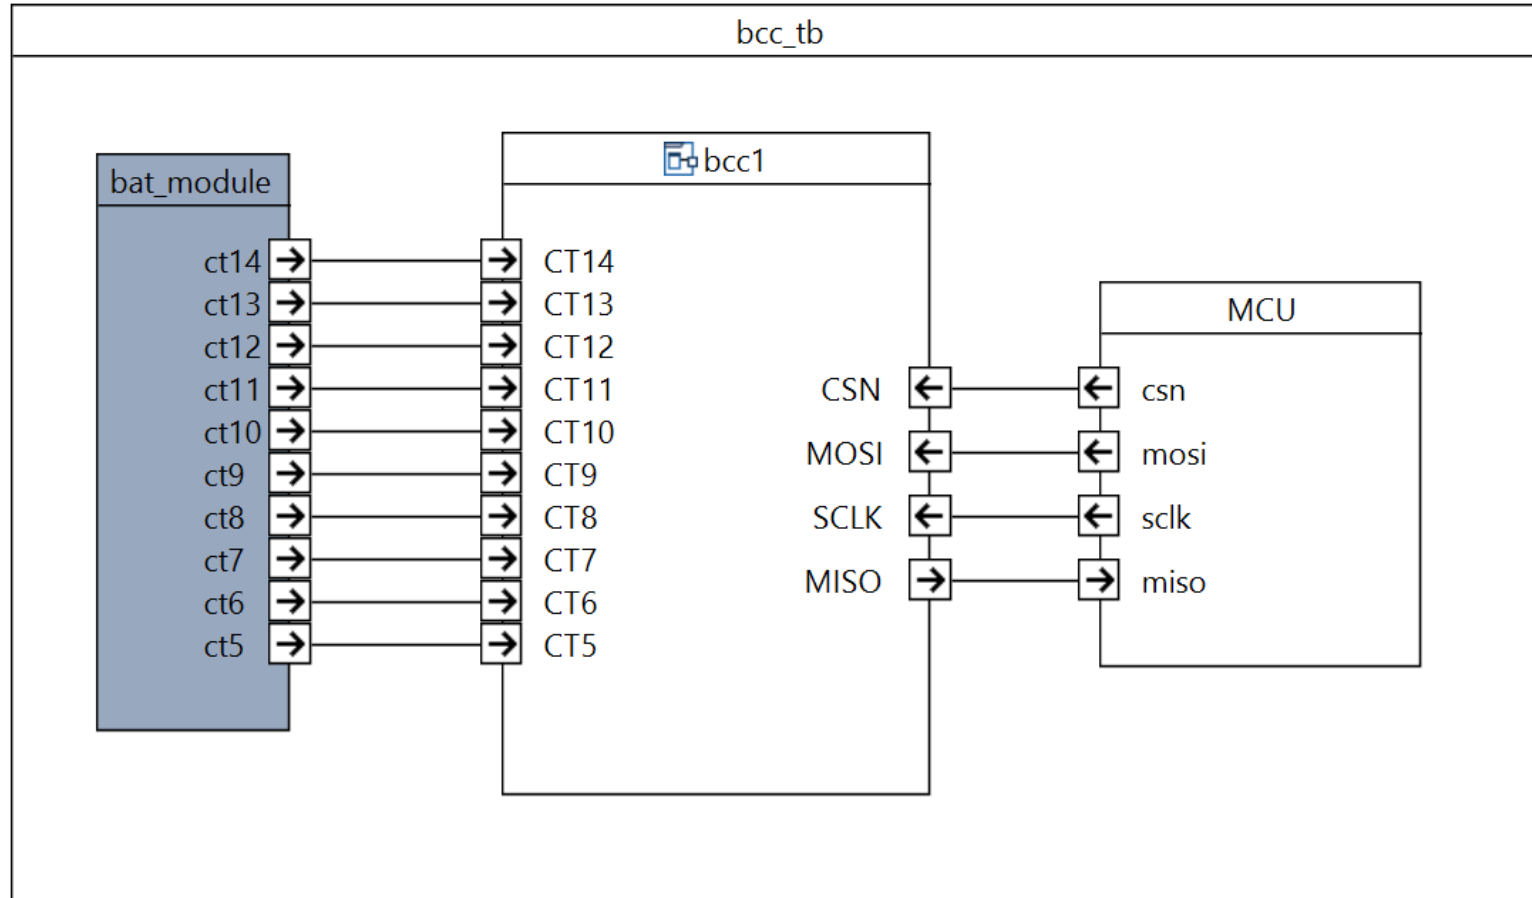 bcc_tb
bat_module
ct14
ct13
ct12
ct11
ct10
ct9
ct8
ct7
ct6
ct5
bcc1
CT14
CT13
CT12
CT11
CT10
CT9
CT8
CT7
CT6
CT5
CSN
MOSI
SCLK
MISO
MCU
csn
mosi
sclk
miso